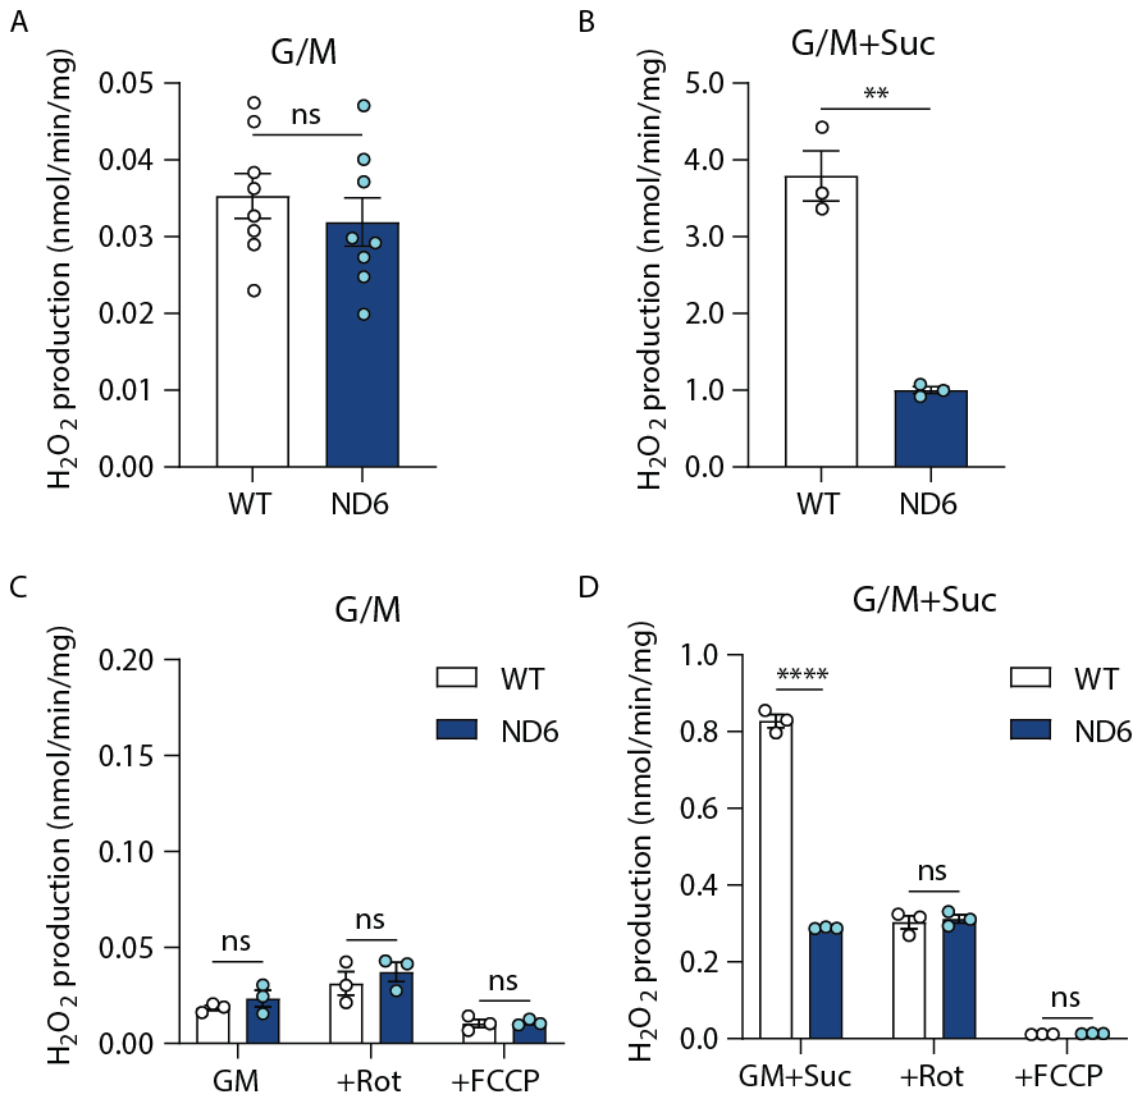 A
G/M
H2O2 production (nmol/min/mg)
0.05
0.04
0.03
0.02
0.01
0.00
ns
WT
ND6
B
G/M+Suc
H2O2 production (nmol/min/mg)
5.0
4.0
3.0
2.0
1.0
0.0
**
WT
ND6
C
G/M
H2O2 production (nmol/min/mg)
0.20
0.15
0.10
0.05
0.00
WT
ND6
ns
ns
ns
GM
+Rot
+FCCP
D
G/M+Suc
H2O2 production (nmol/min/mg)
1.0
0.8
0.6
0.4
0.2
0.0
****
WT
ND6
ns
ns
GM+Suc
+Rot
+FCCP